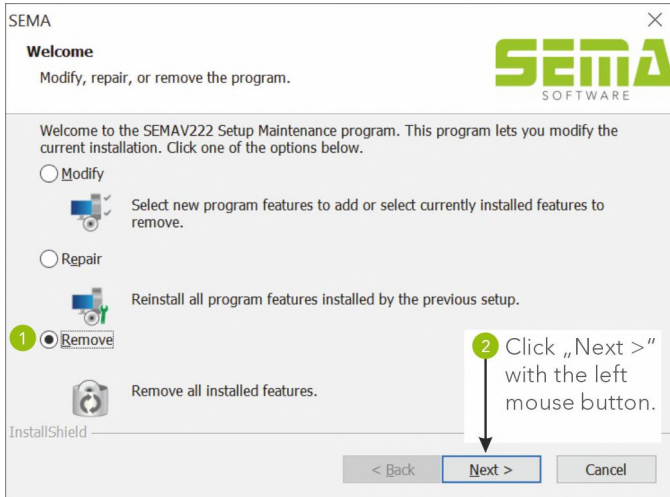 SEMA
Welcome
Modify, repair, or remove the program.
SEMA
SOFTWARE
Welcome to the SEMAV222 Setup Maintenance program. This program lets you modify the
current installation. Click one of the options below.
Modify
Select new program features to add or select currently installed features to
remove.
Repair
Reinstall all program features installed by the previous setup.
1 Remove
Remove all installed features.
2 Click „Next >"
with the left
mouse button.
InstallShield
< Back Next > Cancel